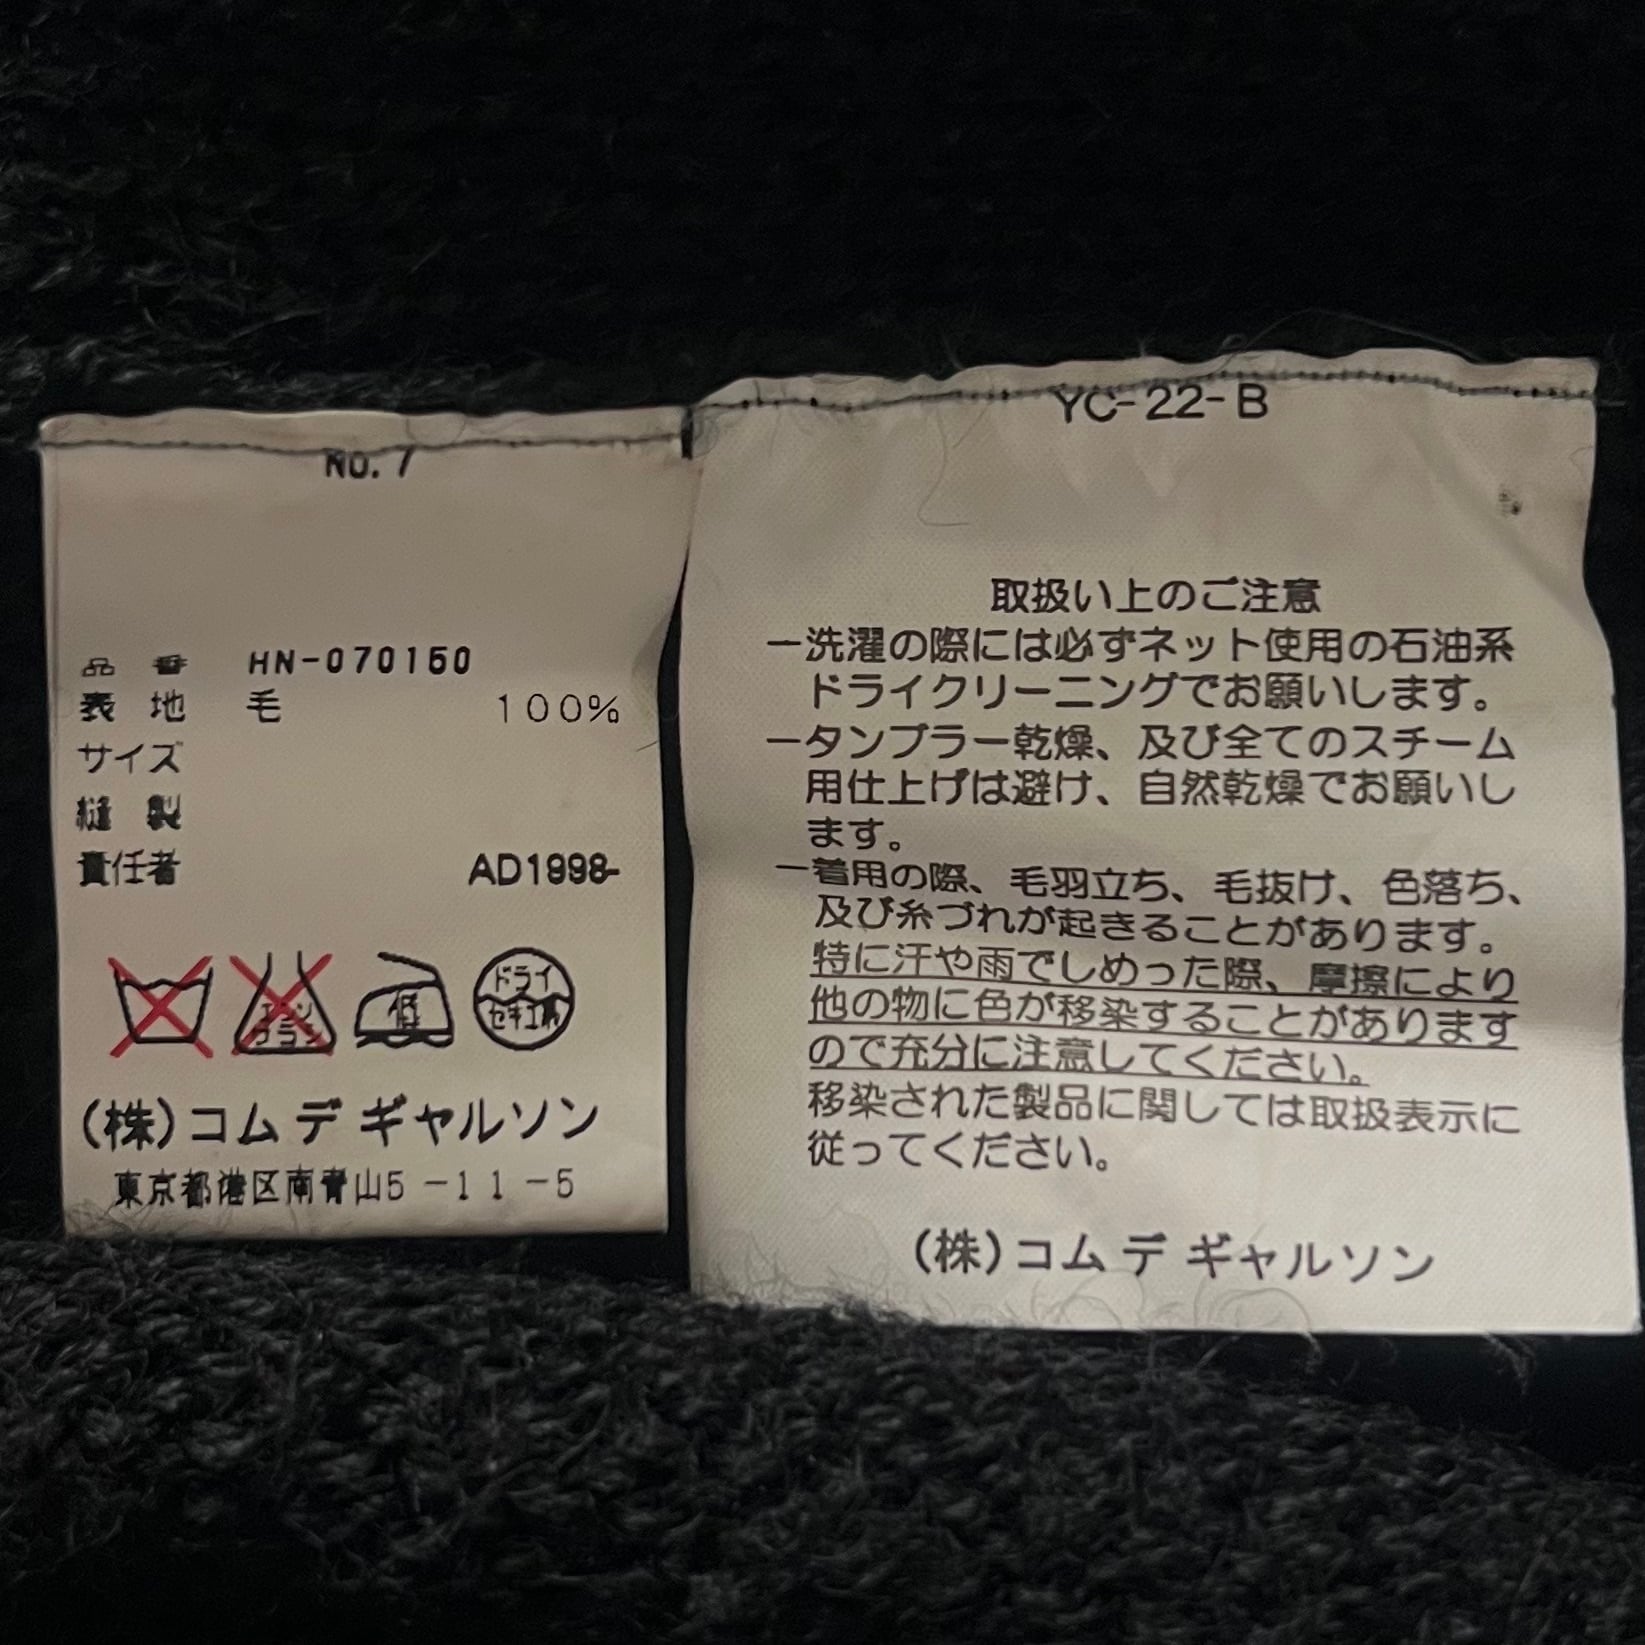 No. 7
品 番 HN-070150
表 地 毛 100%
サイズ
縫 製
責任者 AD1998-
低
ドライ
セキユ系
エンソ
サラシ
(株)コム デ ギャルソン
東京都港区南青山5-11-5
YC-22-B
取扱い上のご注意
ー洗濯の際には必ずネット使用の石油系
ドライクリーニングでお願いします。
ータンブラー乾燥、及び全てのスチーム
用仕上げは避け、自然乾燥でお願いし
ます。
ー着用の際、毛羽立ち、毛抜け、色落ち、
及び糸づれが起きることがあります。
特に汗や雨でしめった際、摩擦により
他の物に色が移染することがあります
ので充分に注意してください。
移染された製品に関しては取扱表示に
従ってください。
(株)コム デ ギャルソン